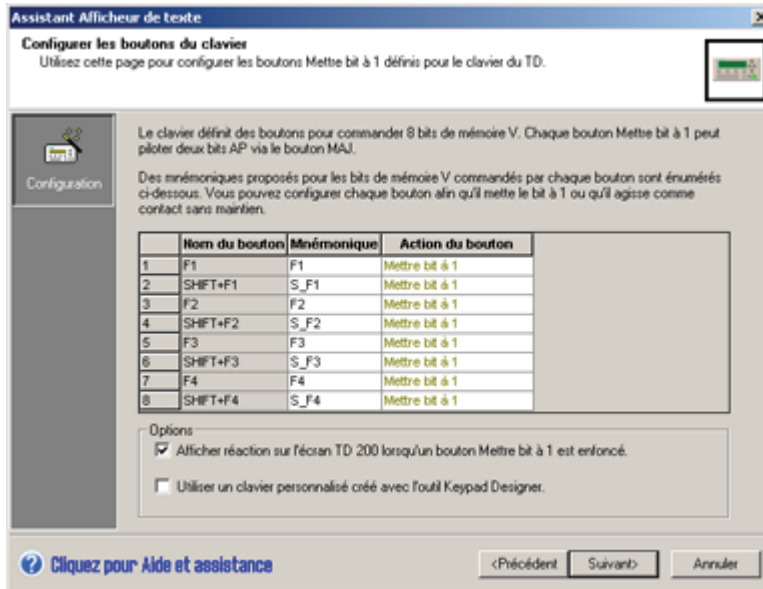 Assistant Afficheur de texte
Configurer les boutons du clavier
Utilisez cette page pour configurer les boutons Mettre bit à 1 définis pour le clavier du TD.
Le clavier définit des boutons pour commander 8 bits de mémoire V. Chaque bouton Mettre bit à 1 peut
piloter deux bits AP via le bouton MAJ.
Configuration
Des mnémoniques proposés pour les bits de mémoire V commandés par chaque bouton sont énumérés
ci-dessous. Vous pouvez configurer chaque bouton afin qu'il mette le bit à 1 ou qu'il agisse comme
contact sans maintien.
Nom du bouton Mnémonique Action du bouton
1 F1 F1 Mettre bit à 1
2 SHIFT+F1 S_F1 Mettre bit à 1
3 F2 F2 Mettre bit à 1
4 SHIFT+F2 S_F2 Mettre bit à 1
5 F3 F3 Mettre bit à 1
6 SHIFT+F3 S_F3 Mettre bit à 1
7 F4 F4 Mettre bit à 1
8 SHIFT+F4 S_F4 Mettre bit à 1
Options
Afficher réaction sur l'écran TD 200 lorsqu'un bouton Mettre bit à 1 est enfoncé.
Utiliser un clavier personnalisé créé avec l'outil Keypad Designer.
Cliquez pour Aide et assistance
<Précédent Suivant> Annuler